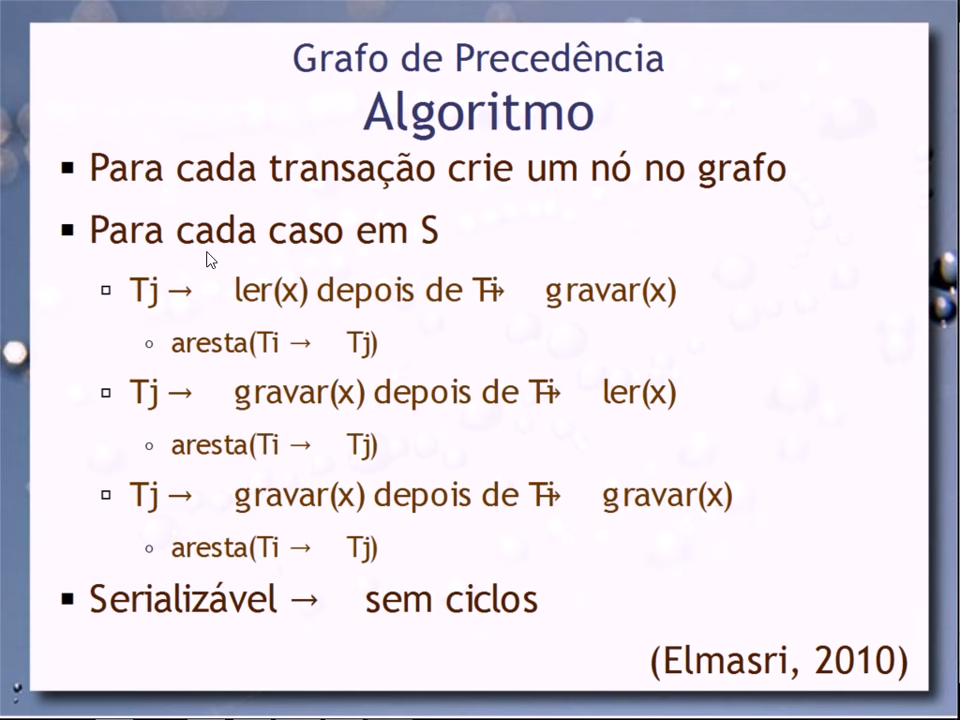 Grafo de Precedência
Algoritmo
Para cada transação crie um nó no grafo
Para cada caso em S
Tj → ler(x) depois de Ti→ gravar(x)
aresta(Ti → Tj)
Tj → gravar(x) depois de Ti→ ler(x)
aresta(Ti → Tj)
Tj → gravar(x) depois de Ti→ gravar(x)
aresta(Ti → Tj)
Serializável → sem ciclos
(Elmasri, 2010)